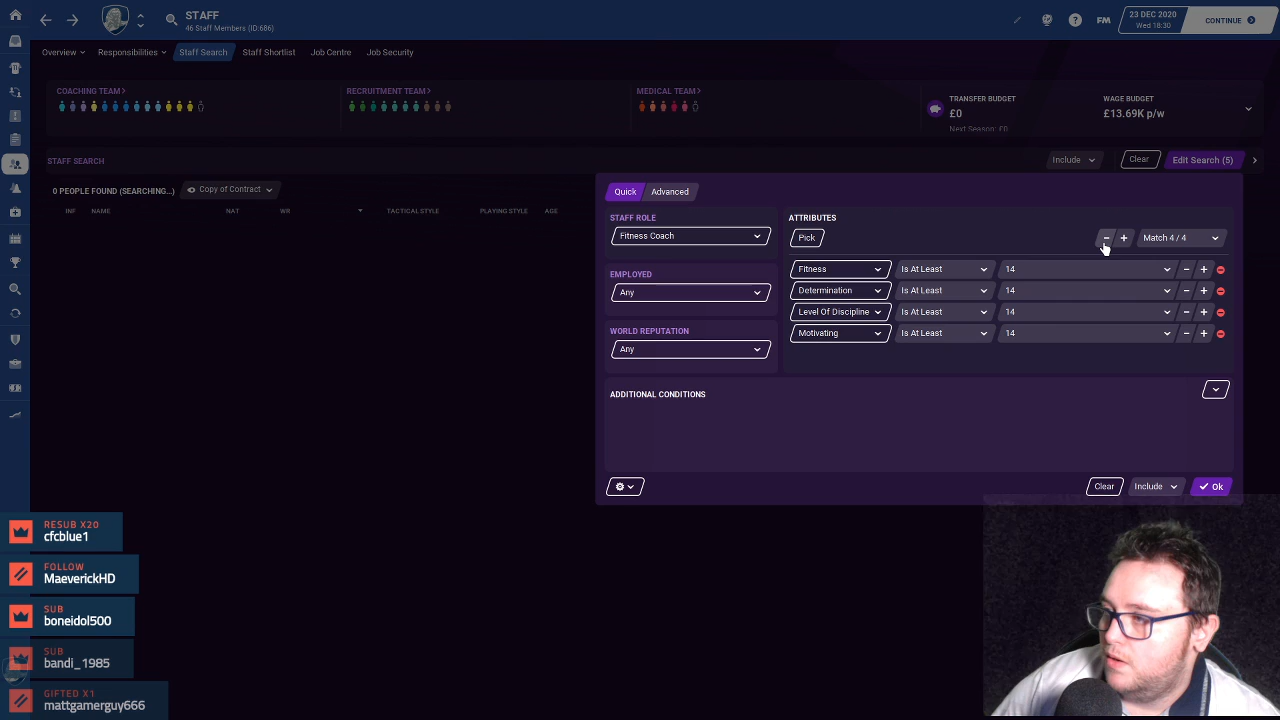 STAFF
46 Staff Members (ID:686)
FM
23 DEC 2020
Wed 18:30
CONTINUE
Overview
Responsibilities
Staff Search
Staff Shortlist
Job Centre
Job Security
COACHING TEAM
RECRUITMENT TEAM
MEDICAL TEAM
TRANSFER BUDGET
£0
Next Season: £0
WAGE BUDGET
£13.69K p/w
STAFF SEARCH
Include
Clear
Edit Search (5)
0 PEOPLE FOUND (SEARCHING...)
Copy of Contract
INF
NAME
NAT
WR
TACTICAL STYLE
PLAYING STYLE
AGE
Quick
Advanced
STAFF ROLE
Fitness Coach
EMPLOYED
Any
WORLD REPUTATION
Any
ATTRIBUTES
Pick
Match 4 / 4
Fitness Is At Least 14
Determination Is At Least 14
Level Of Discipline Is At Least 14
Motivating Is At Least 14
ADDITIONAL CONDITIONS
Clear
Include
Ok
RESUB X20
cfcblue1
FOLLOW
MaeverickHD
SUB
boneidol500
SUB
bandi_1985
GIFTED X1
mattgamerguy666